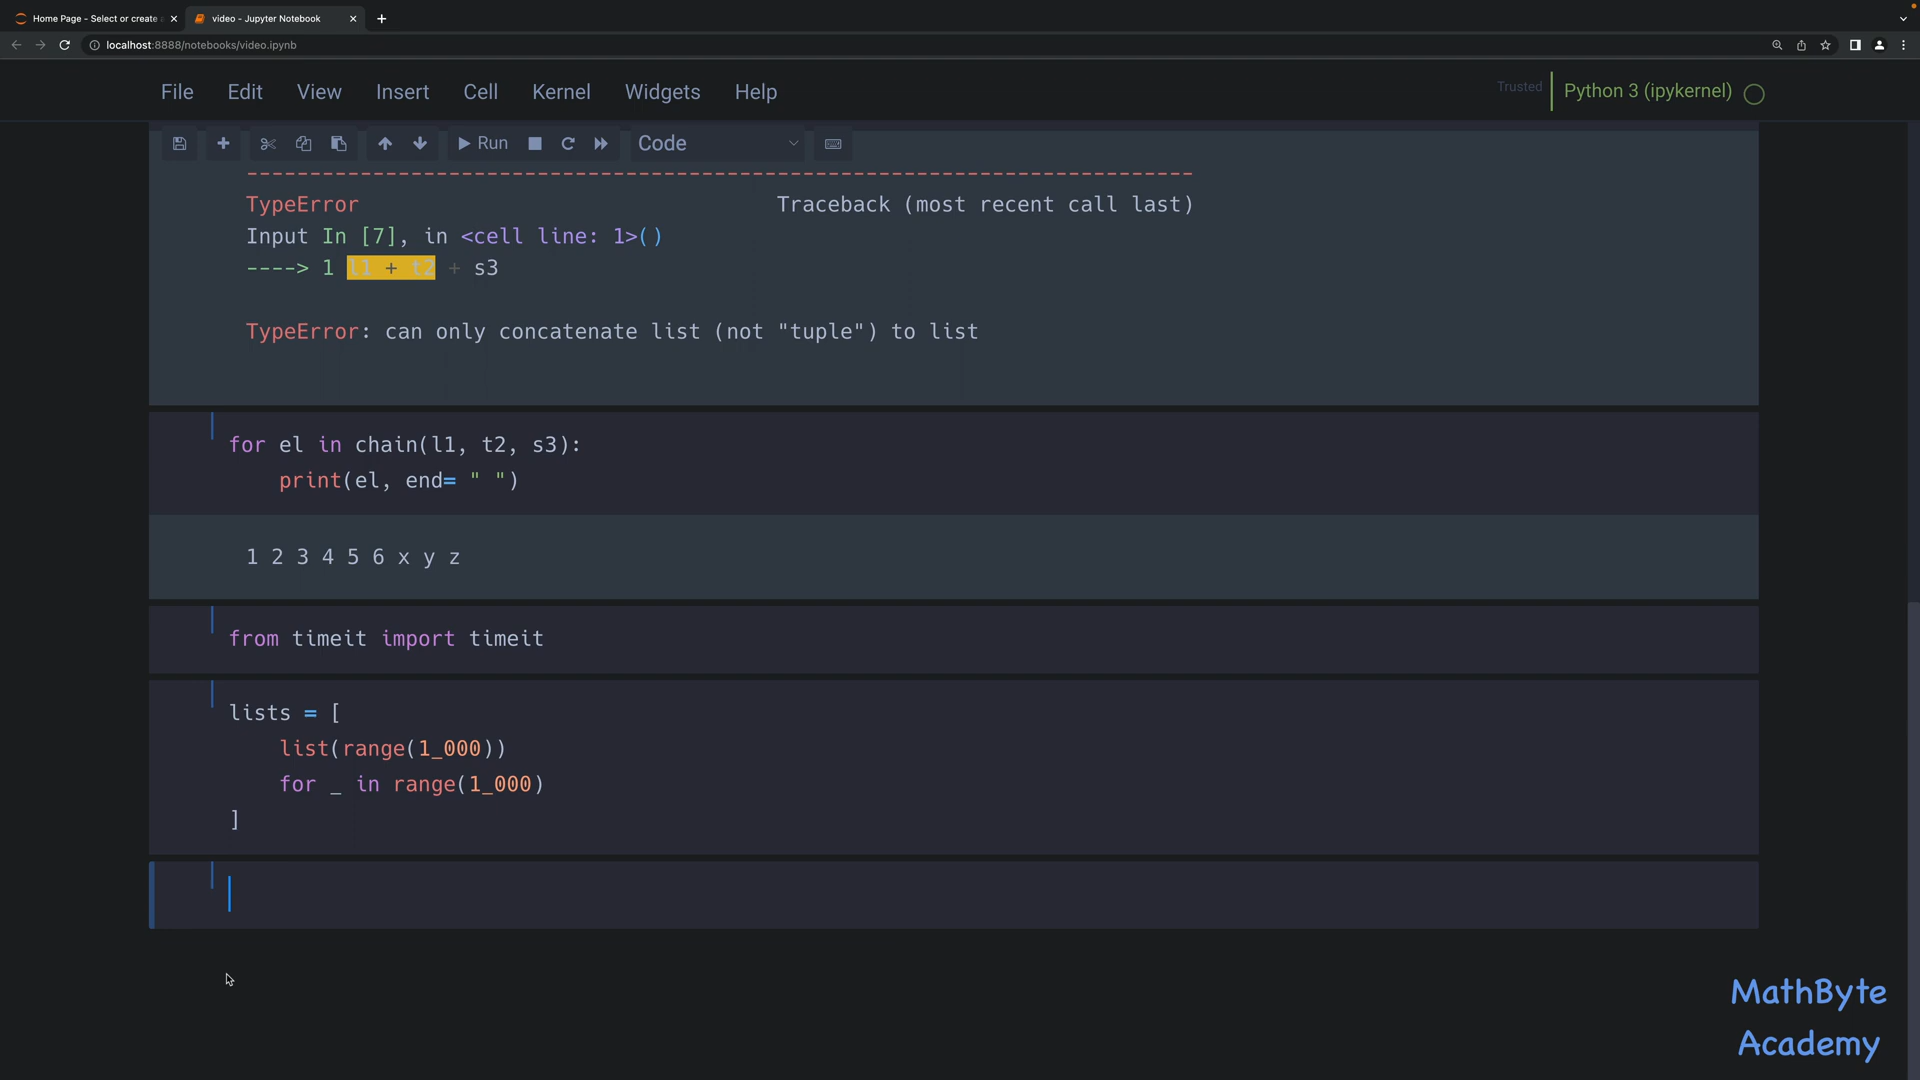 Home Page - Select or create
video - Jupyter Notebook
localhost:8888/notebooks/video.ipynb
File Edit View Insert Cell Kernel Widgets Help
Trusted
Python 3 (ipykernel)
Run
Code
---------------------------------------------------------------------------
TypeError Traceback (most recent call last)
Input In [7], in <cell line: 1>()
----> 1 l1 + t2 + s3
TypeError: can only concatenate list (not "tuple") to list
for el in chain(l1, t2, s3):
    print(el, end= " ")
1 2 3 4 5 6 x y z
from timeit import timeit
lists = [
    list(range(1_000))
    for _ in range(1_000)
]
MathByte
Academy